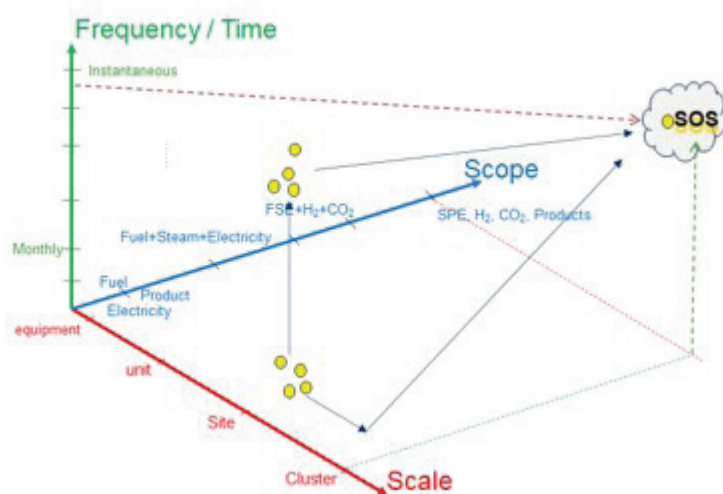 Frequency / Time
Instantaneous
SOS
Scope
FSE+H2+CO2
SPE, H2, CO2, Products
Fuel+Steam+Electricity
Monthly
Fuel
Product
Electricity
equipment
unit
Site
Cluster
Scale